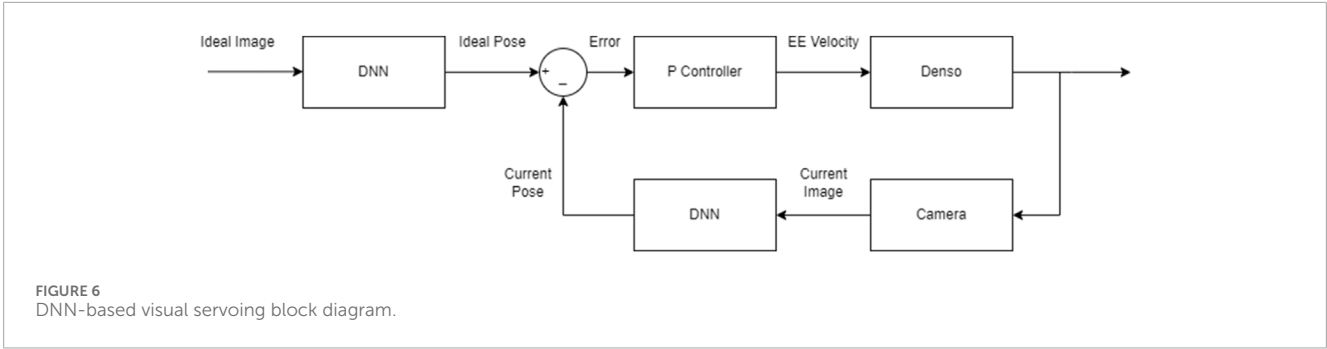 Ideal Image
DNN
Ideal Pose
+
−
Error
P Controller
EE Velocity
Denso
Current
Pose
DNN
Current
Image
Camera
FIGURE 6
DNN-based visual servoing block diagram.